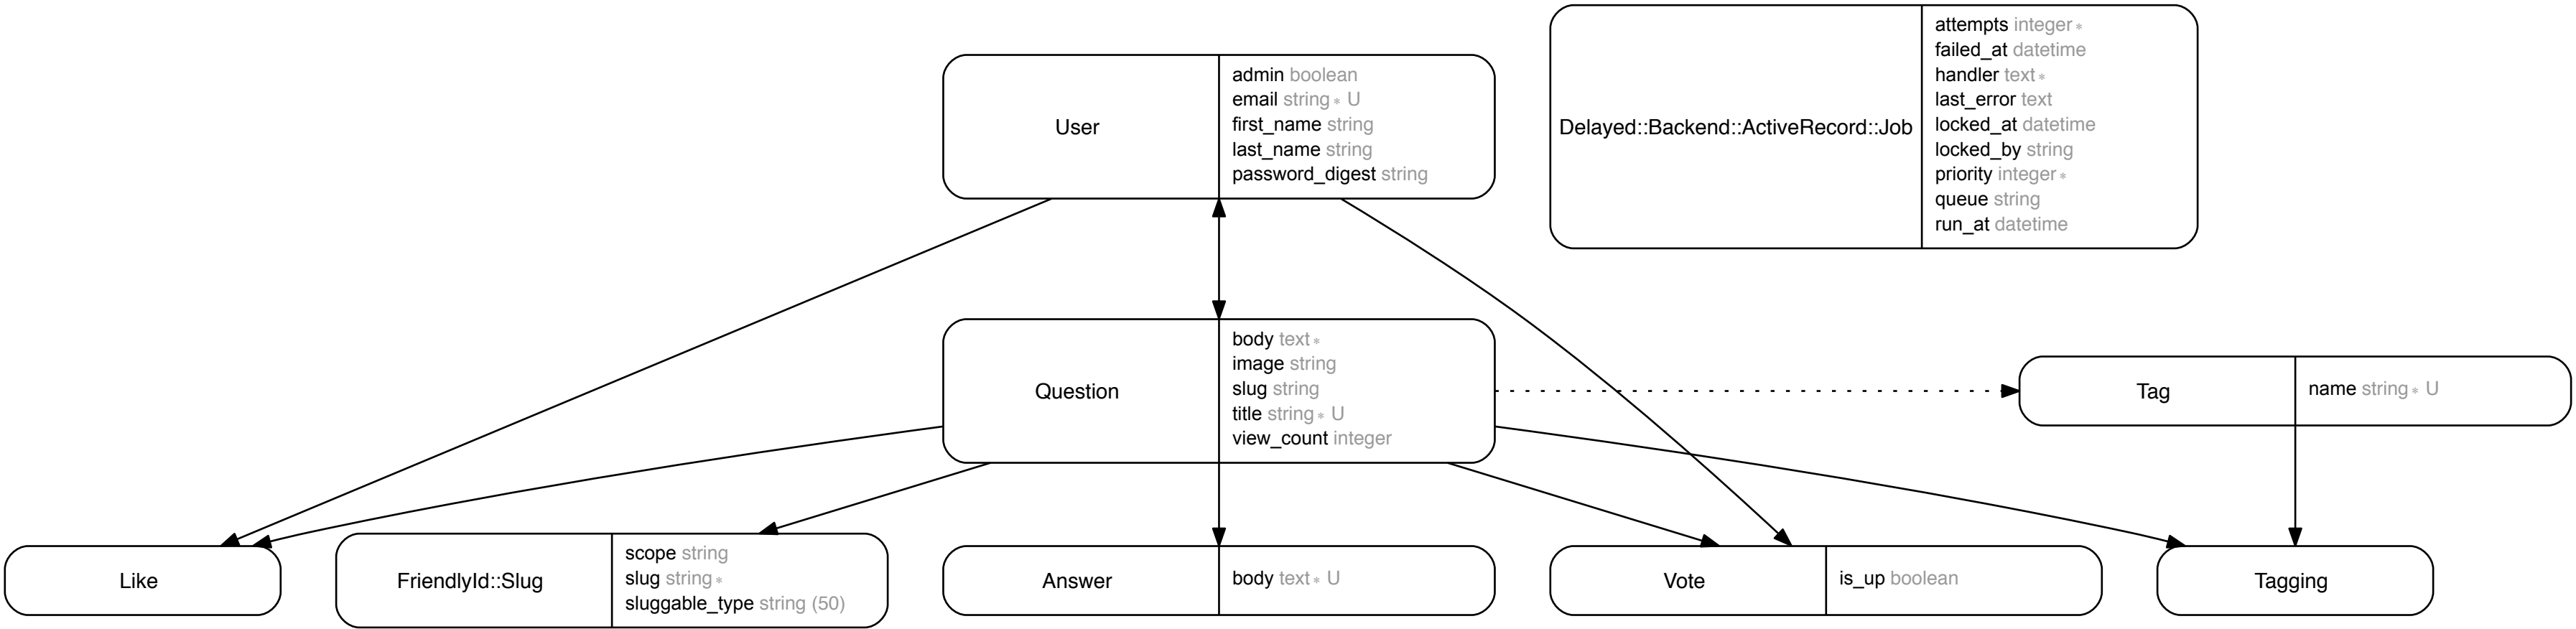 User
admin boolean
email string* U
first_name string
last_name string
password_digest string
Delayed::Backend::ActiveRecord::Job
attempts integer*
failed_at datetime
handler text*
last_error text
locked_at datetime
locked_by string
priority integer*
queue string
run_at datetime
Question
body text*
image string
slug string
title string* U
view_count integer
Tag
name string* U
Like
FriendlyId::Slug
scope string
slug string*
sluggable_type string (50)
Answer
body text* U
Vote
is_up boolean
Tagging